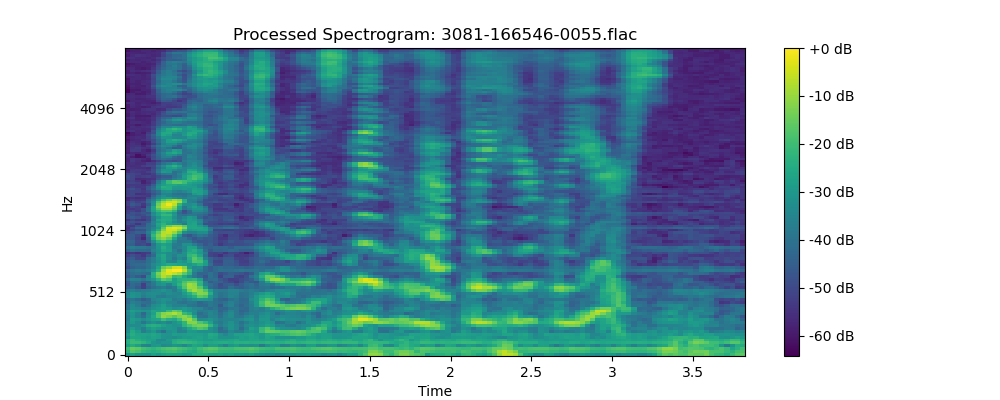 Processed Spectrogram: 3081-166546-0055.flac
+0 dB
-10 dB
-20 dB
-30 dB
-40 dB
-50 dB
-60 dB
Hz
4096
2048
1024
512
0
0 0.5 1 1.5 2 2.5 3 3.5
Time